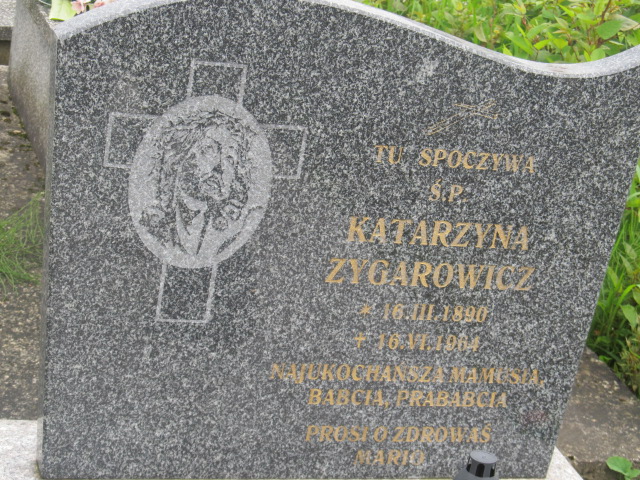 TU SPOCZYWA
Ś.P.
KATARZYNA
ZYGAROWICZ
* 16.III.1890
+ 16.VI.1964
NAJUKOCHAŃSZA MAMUSIA,
BABCIA, PRABABCIA
PROSI O ZDROWAŚ
MARIO